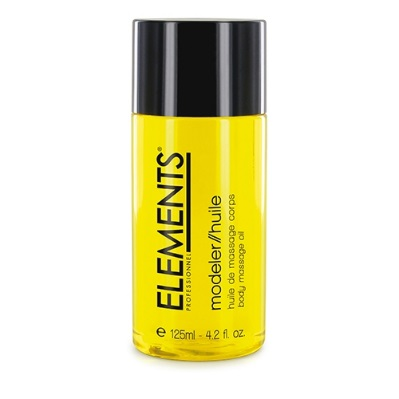 ELEMENTS®
PROFESSIONNEL
modeler//huile
huile de massage corps
body massage oil
e 125ml - 4.2 fl. oz.